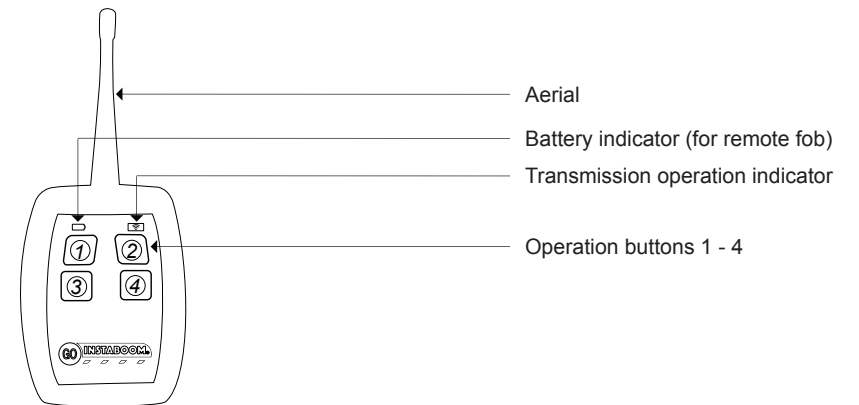 Aerial
Battery indicator (for remote fob)
Transmission operation indicator
Operation buttons 1 - 4
1 2
3 4
GO INSTABOOM®